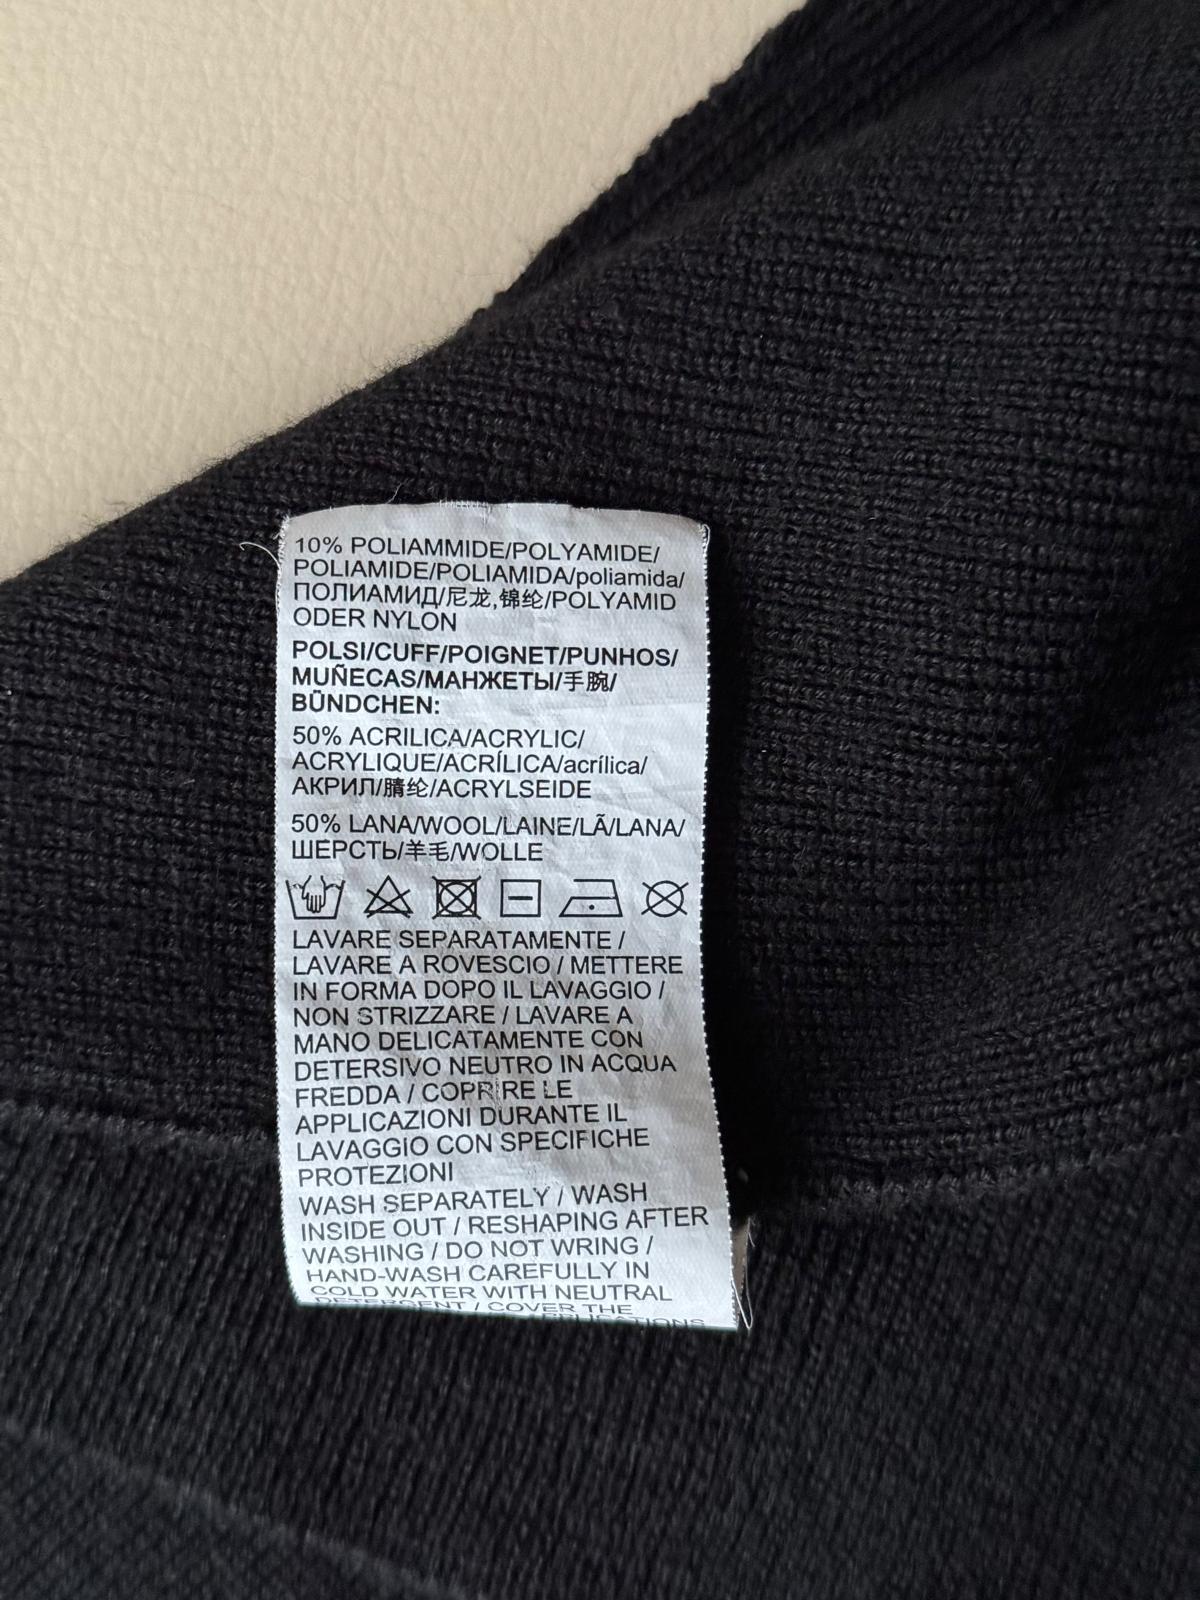 10% POLIAMMIDE/POLYAMIDE/
POLIAMIDE/POLIAMIDA/poliamida/
ПОЛИАМИД/尼龙,锦纶/POLYAMID
ODER NYLON
POLSI/CUFF/POIGNET/PUNHOS/
MUÑECAS/МАНЖЕТЫ/手腕/
BÜNDCHEN:
50% ACRILICA/ACRYLIC/
ACRYLIQUE/ACRÍLICA/acrílica/
АКРИЛ/腈纶/ACRYLSEIDE
50% LANA/WOOL/LAINE/LÃ/LANA/
ШЕРСТЬ/羊毛/WOLLE
LAVARE SEPARATAMENTE /
LAVARE A ROVESCIO / METTERE
IN FORMA DOPO IL LAVAGGIO /
NON STRIZZARE / LAVARE A
MANO DELICATAMENTE CON
DETERSIVO NEUTRO IN ACQUA
FREDDA / COPRIRE LE
APPLICAZIONI DURANTE IL
LAVAGGIO CON SPECIFICHE
PROTEZIONI
WASH SEPARATELY / WASH
INSIDE OUT / RESHAPING AFTER
WASHING / DO NOT WRING /
HAND-WASH CAREFULLY IN
COLD WATER WITH NEUTRAL
DETERGENT / COVER THE
APPLICATIONS